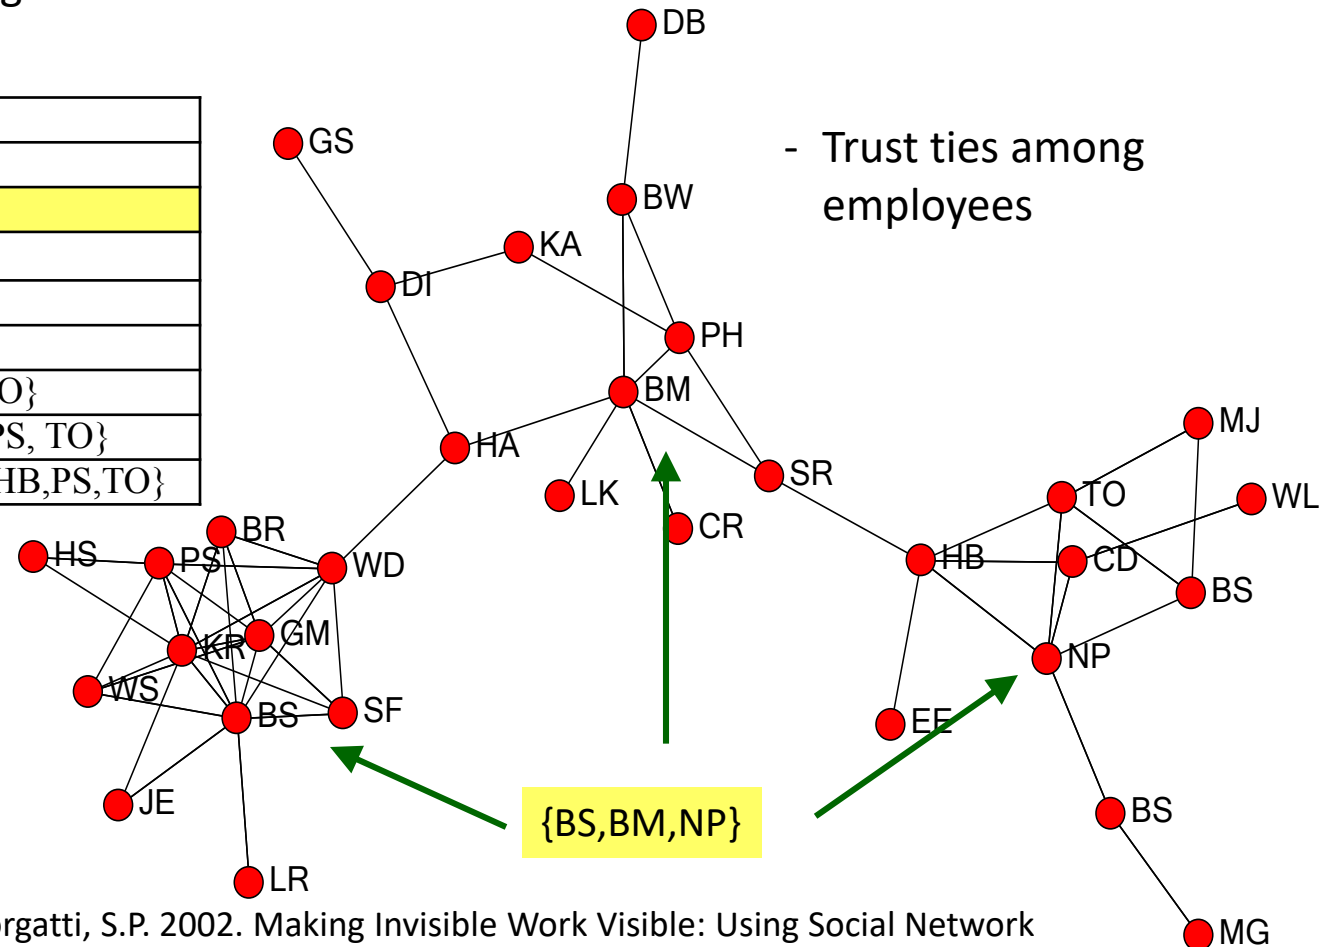 g
DB
GS
- Trust ties among
employees
BW
KA
DI
PH
BM
O}
PS, TO}
HB,PS,TO}
MJ
HA
SR
LK
TO
WL
CR
BR
HS
PS
WD
HB
CD
BS
GM
KR
NP
WS
BS
SF
EE
JE
{BS,BM,NP}
BS
LR
orgatti, S.P. 2002. Making Invisible Work Visible: Using Social Network
MG